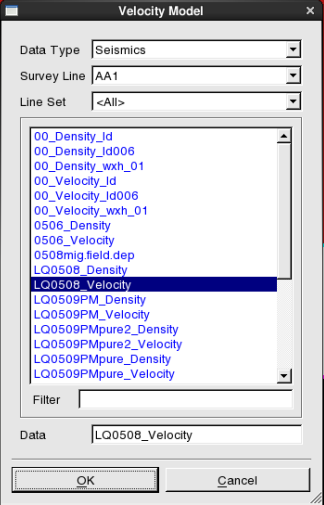 Velocity Model
Data Type Seismics
Survey Line AA1
Line Set <All>
00_Density_ld
00_Density_ld006
00_Density_wxh_01
00_Velocity_ld
00_Velocity_ld006
00_Velocity_wxh_01
0506_Density
0506_Velocity
0508mig.field.dep
LQ0508_Density
LQ0508_Velocity
LQ0509PM_Density
LQ0509PM_Velocity
LQ0509PMpure2_Density
LQ0509PMpure2_Velocity
LQ0509PMpure_Density
LQ0509PMpure_Velocity
Filter
Data LQ0508_Velocity
OK Cancel